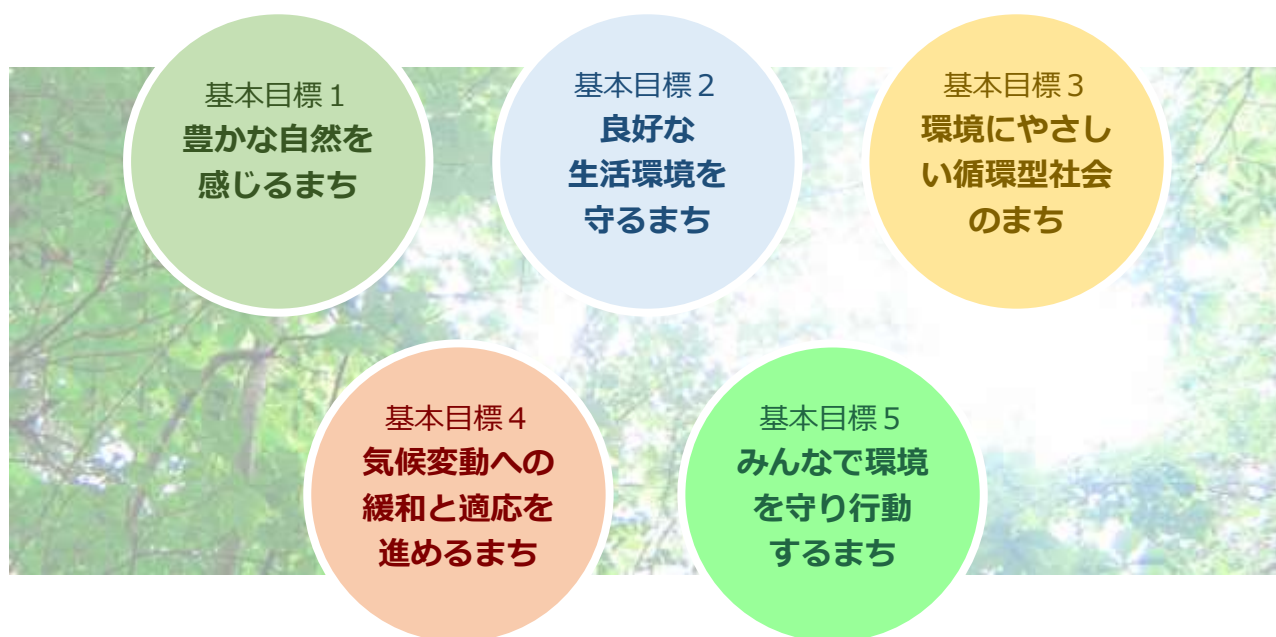 基本目標１
豊かな自然を
感じるまち
基本目標２
良好な
生活環境を
守るまち
基本目標３
環境にやさし
い循環型社会
のまち
基本目標４
気候変動への
緩和と適応を
進めるまち
基本目標５
みんなで環境
を守り行動
するまち